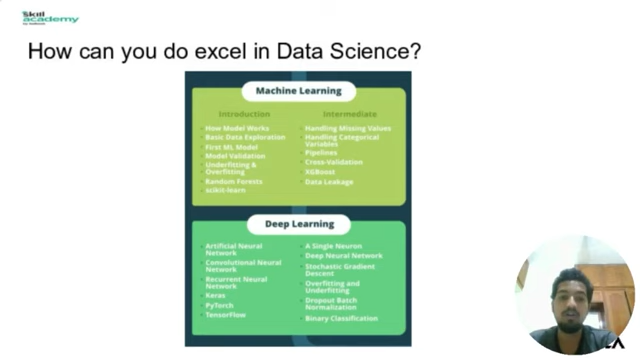 Skill
academy
How can you do excel in Data Science?
Machine Learning
Introduction
How Model Works
Basic Data Exploration
First ML Model
Model Validation
Underfitting &
Overfitting
Random Forests
scikit-learn
Intermediate
Handling Missing Values
Handling Categorical
Variables
Pipelines
Cross-Validation
XGBoost
Data Leakage
Deep Learning
Artificial Neural
Network
Convolutional Neural
Network
Recurrent Neural
Network
Keras
PyTorch
TensorFlow
A Single Neuron
Deep Neural Network
Stochastic Gradient
Descent
Overfitting and
Underfitting
Dropout Batch
Normalization
Binary Classification